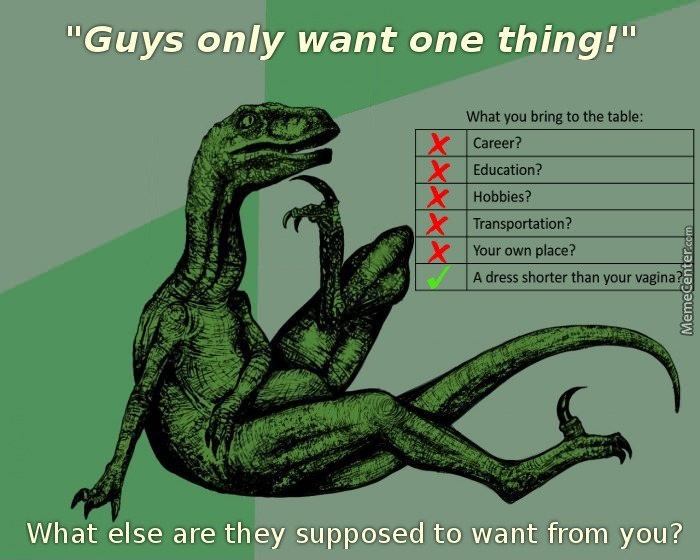 "Guys only want one thing!"
What you bring to the table:
Career?
Education?
Hobbies?
Transportation?
Your own place?
A dress shorter than your vagina?
MemeCenter.com
What else are they supposed to want from you?